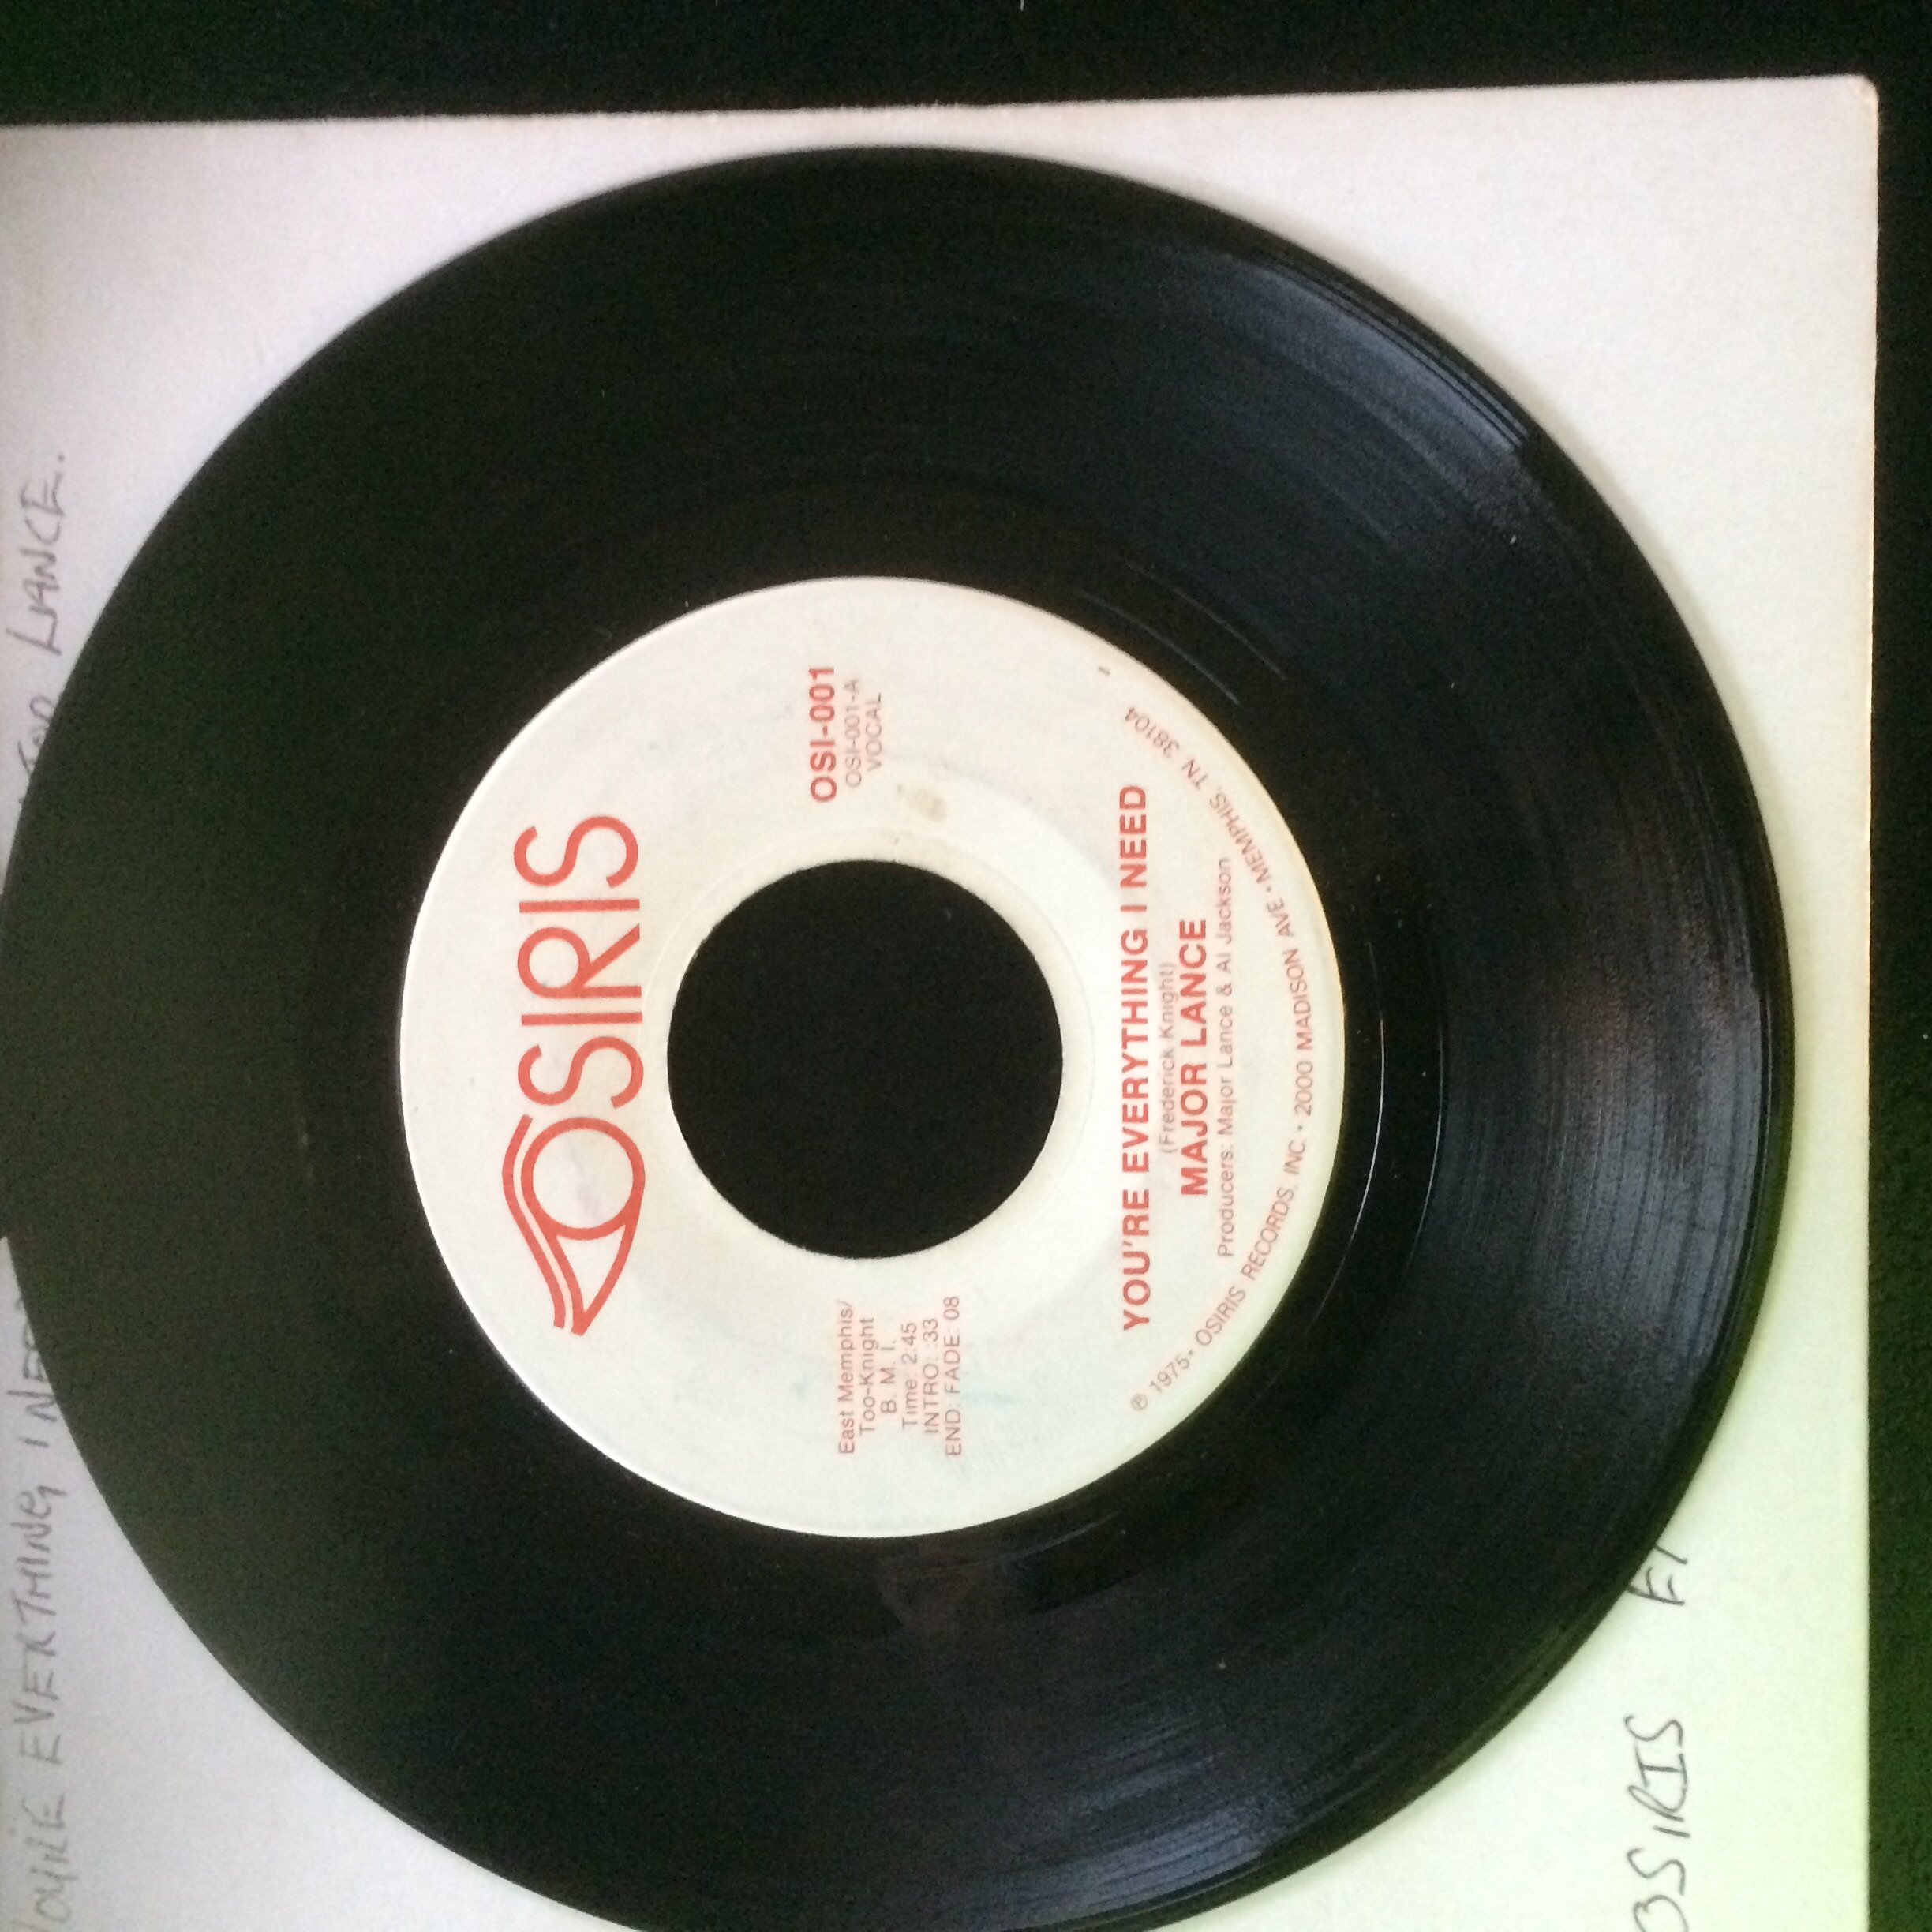 OSIRIS
OSI-001
OSI-0001-A
VOCAL
East Memphis/
Too-Knight
B. M. I.
Time: 2:45
INTRO: :33
END: FADE: 08
YOU'RE EVERYTHING I NEED
(Frederick Knight)
MAJOR LANCE
Producers: Major Lance & Al Jackson
℗ 1975 • OSIRIS RECORDS, INC. • 2000 MADISON AVE • MEMPHIS, TN 38104
EVERTHING I
LANCE.